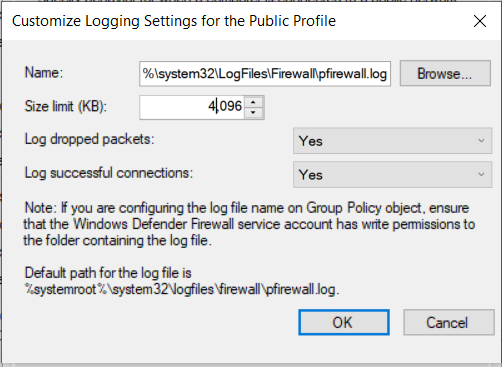 Customize Logging Settings for the Public Profile
Name:
%\system32\LogFiles\Firewall\pfirewall.log
Browse...
Size limit (KB):
4,096
Log dropped packets:
Yes
Log successful connections:
Yes
Note: If you are configuring the log file name on Group Policy object, ensure
that the Windows Defender Firewall service account has write permissions to
the folder containing the log file.
Default path for the log file is
%systemroot%\system32\logfiles\firewall\pfirewall.log.
OK
Cancel